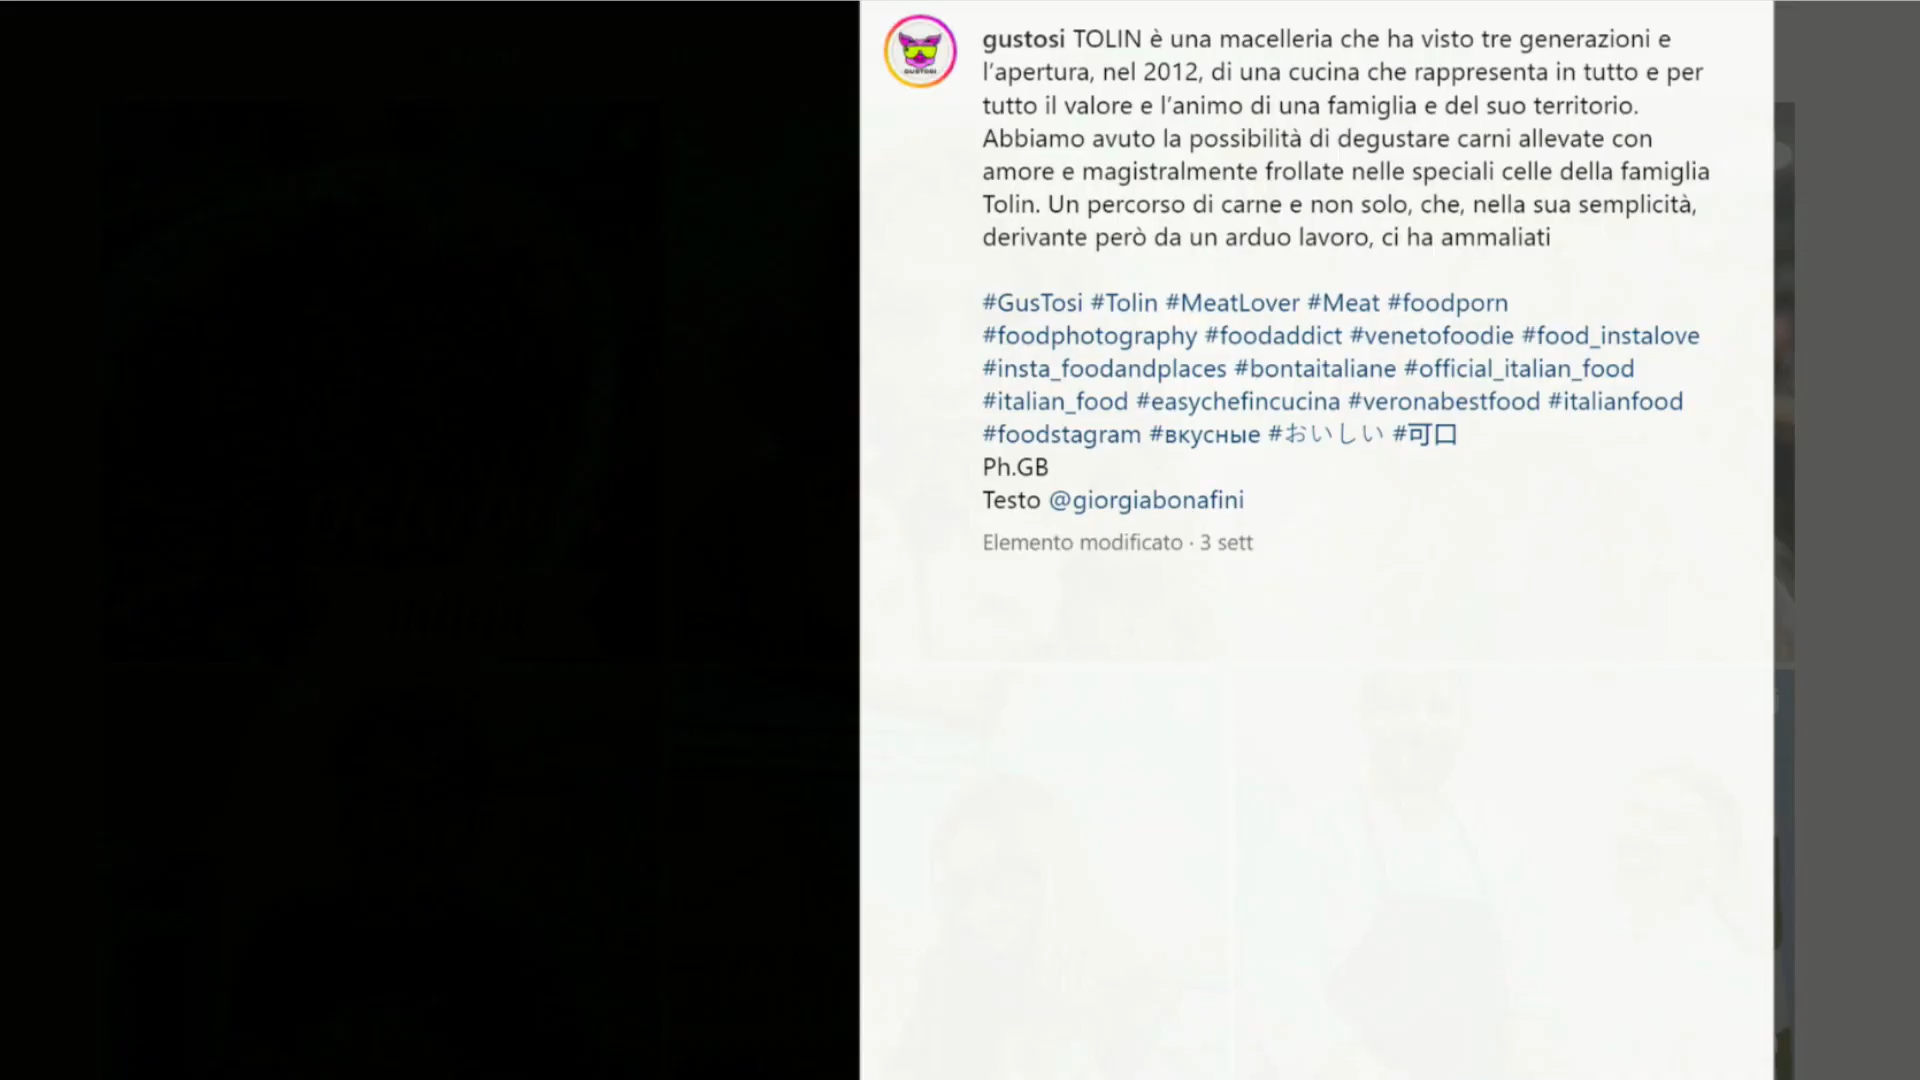 gustosi TOLIN è una macelleria che ha visto tre generazioni e
l’apertura, nel 2012, di una cucina che rappresenta in tutto e per
tutto il valore e l’animo di una famiglia e del suo territorio.
Abbiamo avuto la possibilità di degustare carni allevate con
amore e magistralmente frollate nelle speciali celle della famiglia
Tolin. Un percorso di carne e non solo, che, nella sua semplicità,
derivante però da un arduo lavoro, ci ha ammaliati
#GusTosi #Tolin #MeatLover #Meat #foodporn
#foodphotography #foodaddict #venetofoodie #food_instalove
#insta_foodandplaces #bontaitaliane #official_italian_food
#italian_food #easychefincucina #veronabestfood #italianfood
#foodstagram #вкусные #おいしい #可口
Ph.GB
Testo @giorgiabonafini
Elemento modificato · 3 sett
GUSTOSI